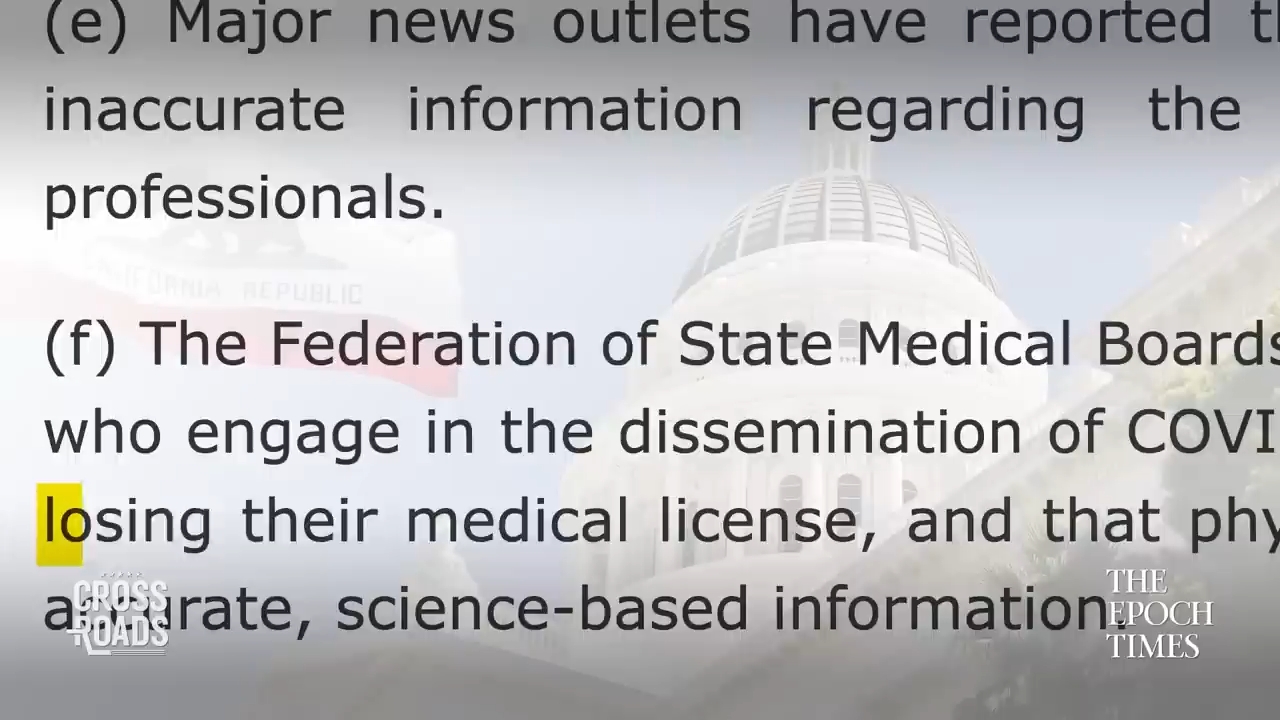 (e) Major news outlets have reported
inaccurate information regarding the
professionals.
CALIFORNIA REPUBLIC
(f) The Federation of State Medical Boards
who engage in the dissemination of COVI
losing their medical license, and that phy
accurate, science-based information.
CROSS
ROADS
THE
EPOCH
TIMES